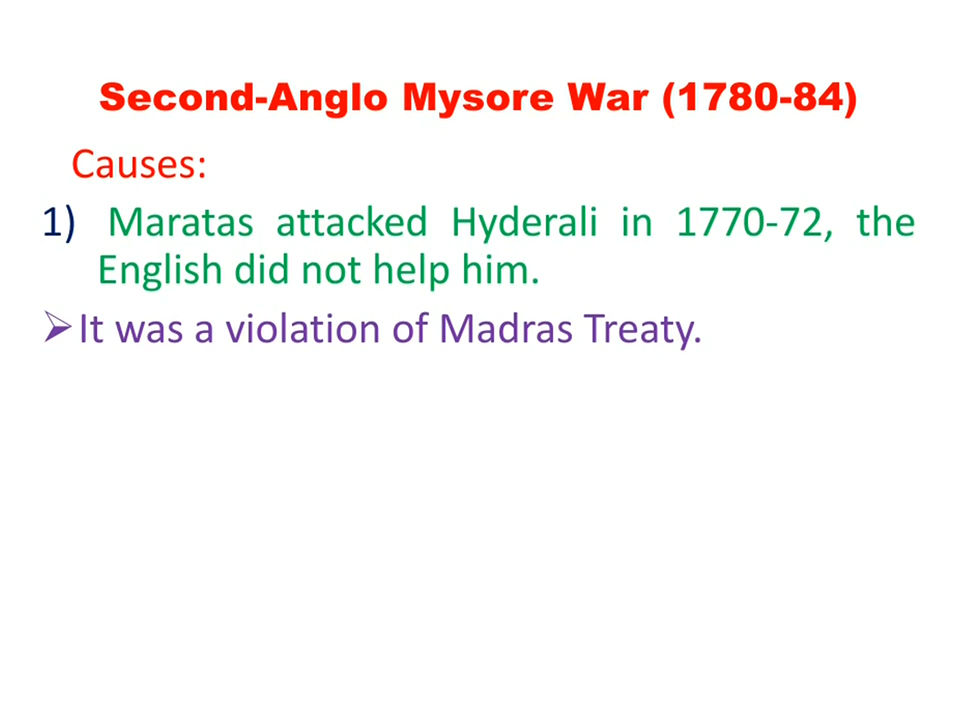 Second-Anglo Mysore War (1780-84)
Causes:
1) Maratas attacked Hyderali in 1770-72, the
English did not help him.
➢It was a violation of Madras Treaty.